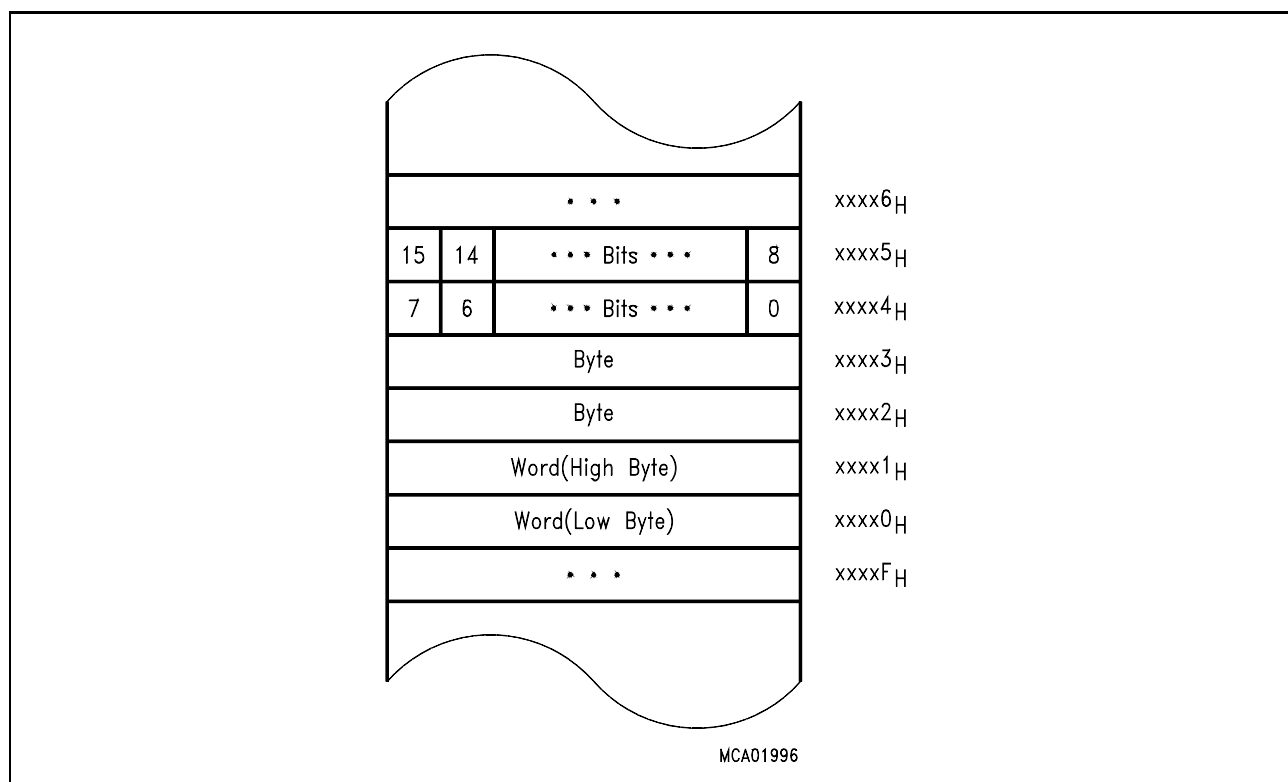 • • • xxxx6H
15 14 • • • Bits • • • 8 xxxx5H
7 6 • • • Bits • • • 0 xxxx4H
Byte xxxx3H
Byte xxxx2H
Word(High Byte) xxxx1H
Word(Low Byte) xxxx0H
• • • xxxxFH
MCA01996